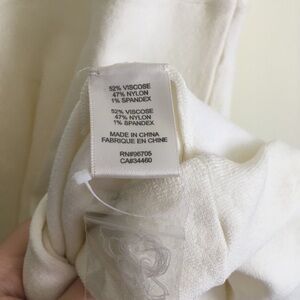 52% VISCOSE
47% NYLON
1% SPANDEX
52% VISCOSE
47% NYLON
1% SPANDEX
MADE IN CHINA
FABRIQUE EN CHINE
RN#96705
CA#34460